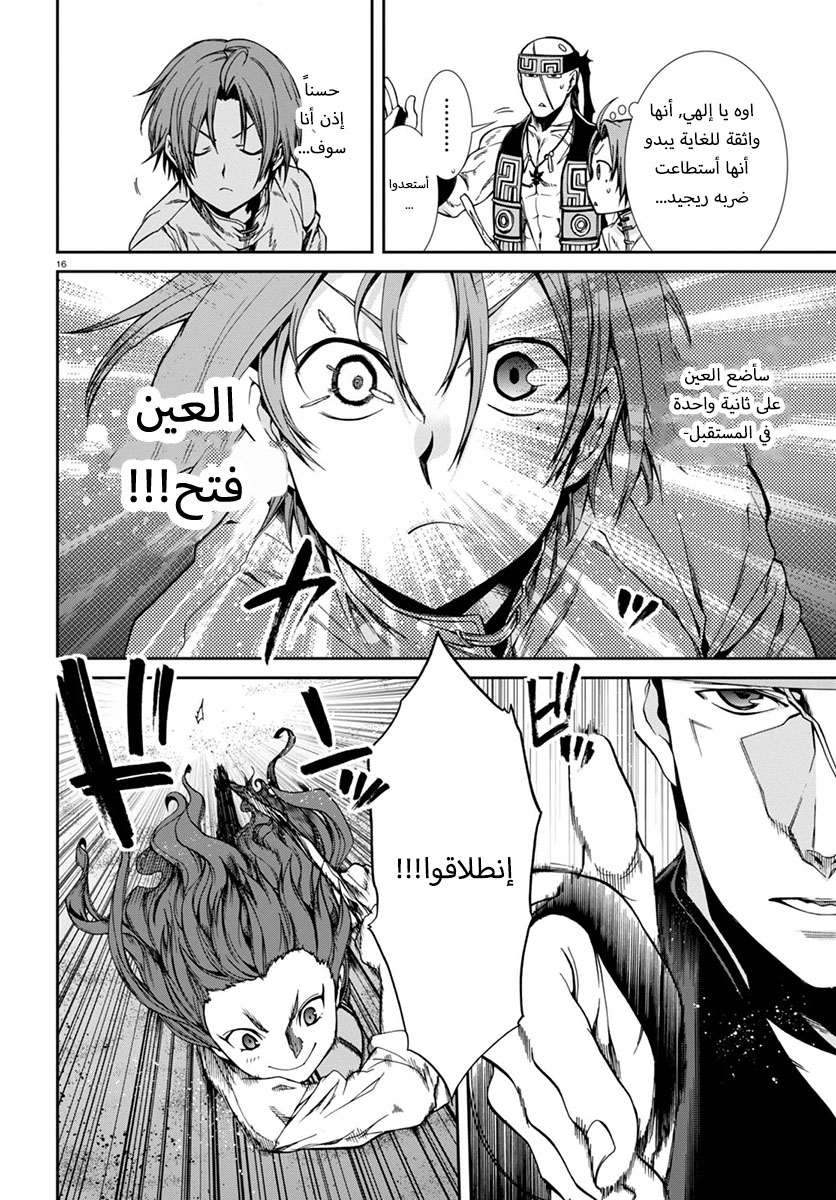 اوه يا إلهي, أنها
واثقة للغاية يبدو
أنها أستطاعت
ضربه ريجيد...
.........
أستعدوا
...
حسناً
إذن أنا
سوف...
16
سأضع العين
على ثانية واحدة
في المستقبل-
العين
فتح!!!
إنطلاقوا!!!